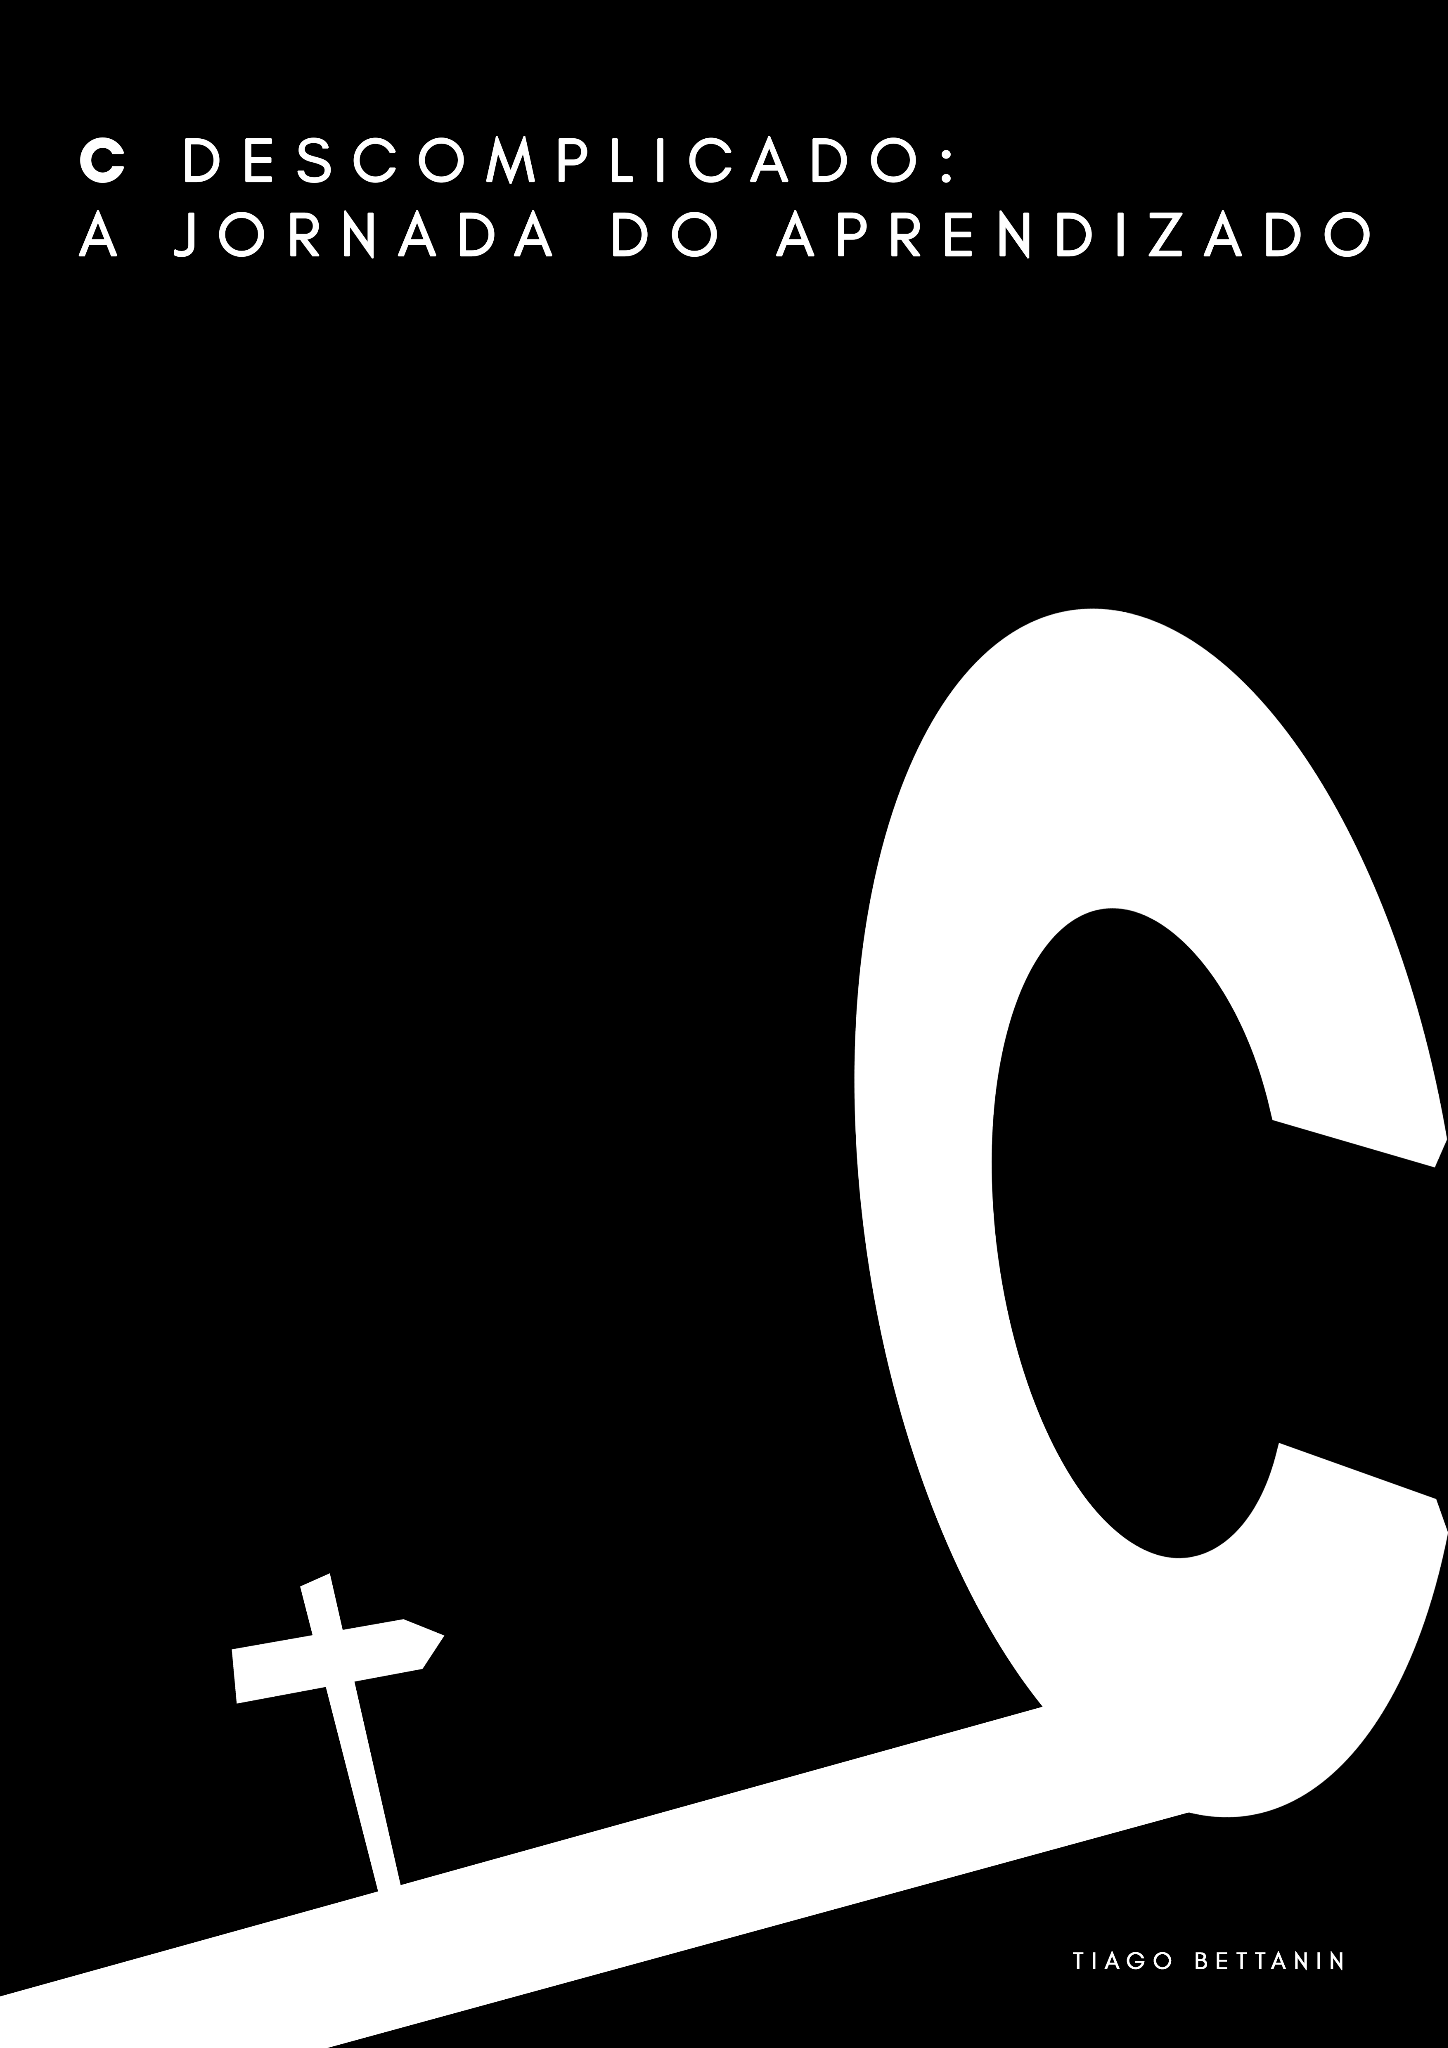 C DESCOMPLICADO:
A JORNADA DO APRENDIZADO
C
TIAGO BETTANIN